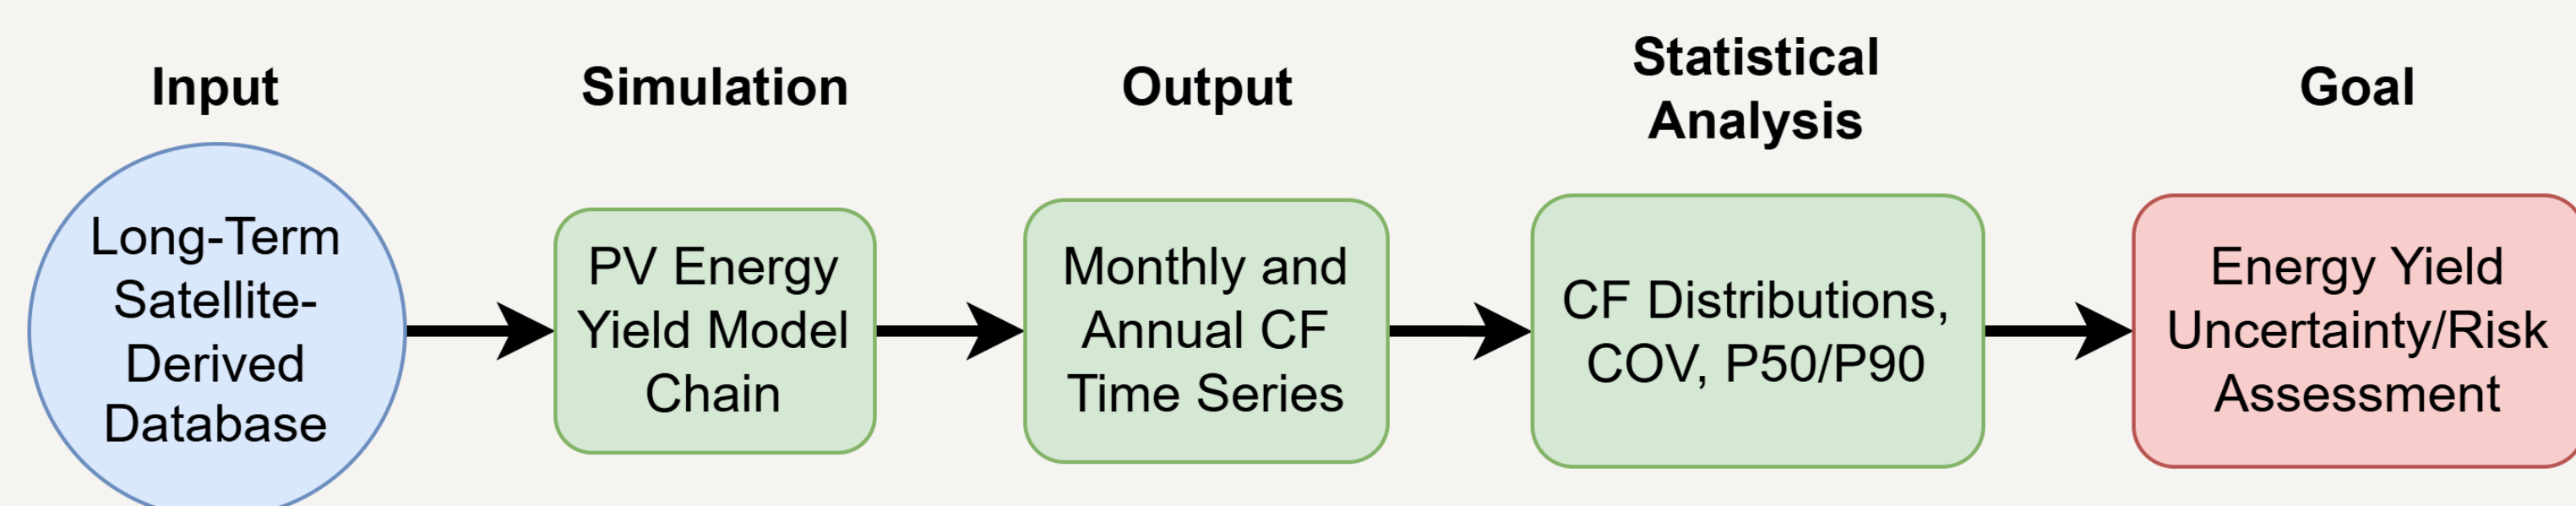 Input
Simulation
Output
Statistical
Analysis
Goal
Long-Term
Satellite-
Derived
Database
PV Energy
Yield Model
Chain
Monthly and
Annual CF
Time Series
CF Distributions,
COV, P50/P90
Energy Yield
Uncertainty/Risk
Assessment